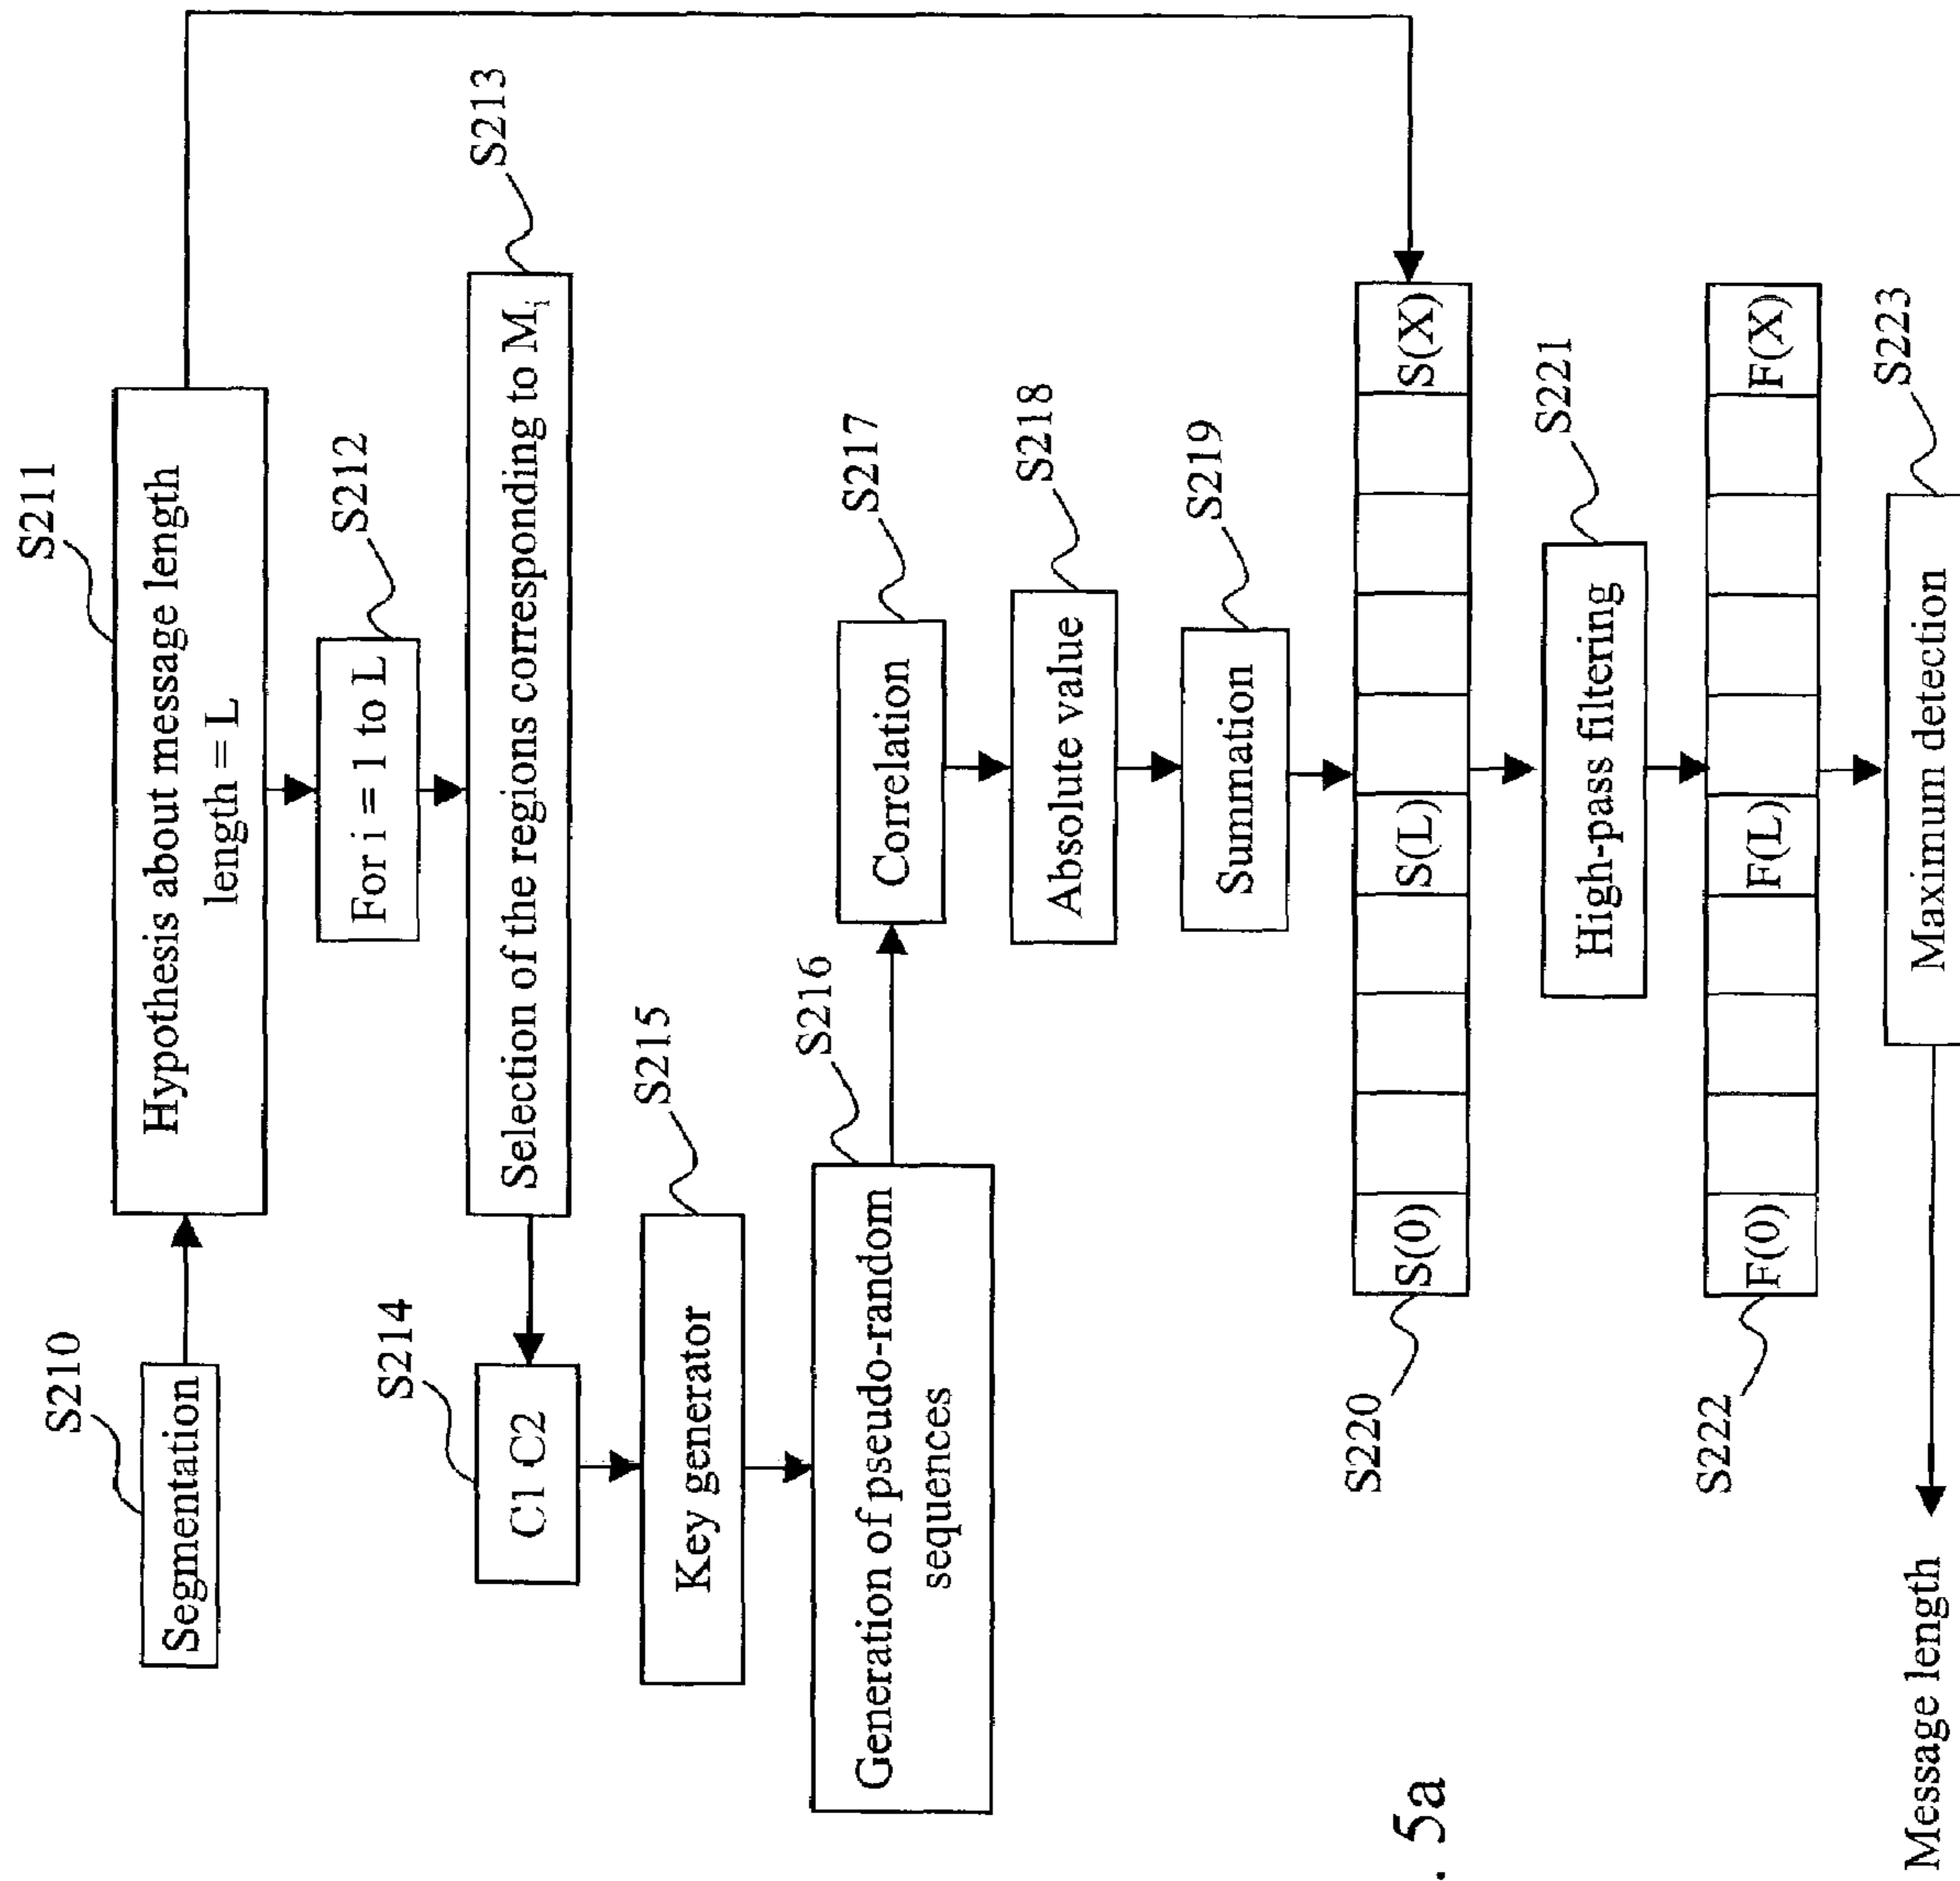 S210
Segmentation
S211
Hypothesis about message length
length = L
S212
For i = 1 to L
S213
Selection of the regions corresponding to Mi
S214
C1 C2
S215
Key generator
S216
Generation of pseudo-random
sequences
S217
Correlation
S218
Absolute value
S219
Summation
S220
S(0) S(L) S(X)
S221
High-pass filtering
S222
F(0) F(L) F(X)
S223
Maximum detection
Message length
. 5a